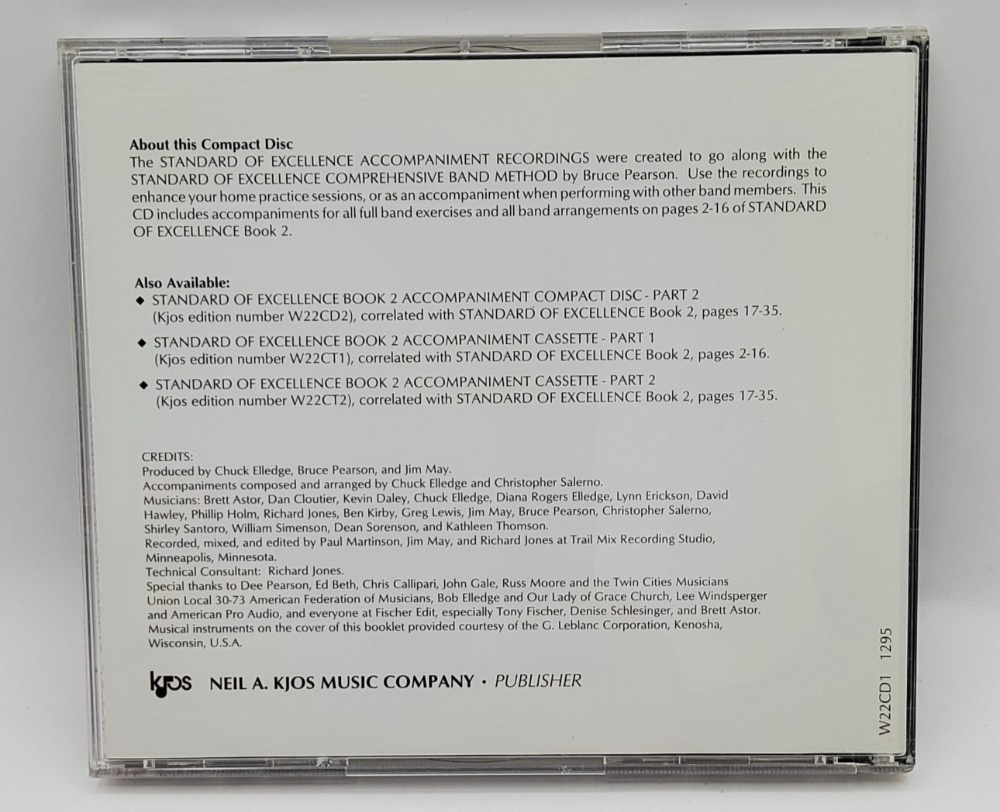 About this Compact Disc
The STANDARD OF EXCELLENCE ACCOMPANIMENT RECORDINGS were created to go along with the
STANDARD OF EXCELLENCE COMPREHENSIVE BAND METHOD by Bruce Pearson. Use the recordings to
enhance your home practice sessions, or as an accompaniment when performing with other band members. This
CD includes accompaniments for all full band exercises and all band arrangements on pages 2-16 of STANDARD
OF EXCELLENCE Book 2.
Also Available:
◆ STANDARD OF EXCELLENCE BOOK 2 ACCOMPANIMENT COMPACT DISC - PART 2
(Kjos edition number W22CD2), correlated with STANDARD OF EXCELLENCE Book 2, pages 17-35.
◆ STANDARD OF EXCELLENCE BOOK 2 ACCOMPANIMENT CASSETTE - PART 1
(Kjos edition number W22CT1), correlated with STANDARD OF EXCELLENCE Book 2, pages 2-16.
◆ STANDARD OF EXCELLENCE BOOK 2 ACCOMPANIMENT CASSETTE - PART 2
(Kjos edition number W22CT2), correlated with STANDARD OF EXCELLENCE Book 2, pages 17-35.
CREDITS:
Produced by Chuck Elledge, Bruce Pearson, and Jim May.
Accompaniments composed and arranged by Chuck Elledge and Christopher Salerno.
Musicians: Brett Astor, Dan Cloutier, Kevin Daley, Chuck Elledge, Diana Rogers Elledge, Lynn Erickson, David
Hawley, Phillip Holm, Richard Jones, Ben Kirby, Greg Lewis, Jim May, Bruce Pearson, Christopher Salerno,
Shirley Santoro, William Simenson, Dean Sorenson, and Kathleen Thomson.
Recorded, mixed, and edited by Paul Martinson, Jim May, and Richard Jones at Trail Mix Recording Studio,
Minneapolis, Minnesota.
Technical Consultant: Richard Jones.
Special thanks to Dee Pearson, Ed Beth, Chris Callipari, John Gale, Russ Moore and the Twin Cities Musicians
Union Local 30-73 American Federation of Musicians, Bob Elledge and Our Lady of Grace Church, Lee Windsperger
and American Pro Audio, and everyone at Fischer Edit, especially Tony Fischer, Denise Schlesinger, and Brett Astor.
Musical instruments on the cover of this booklet provided courtesy of the G. Leblanc Corporation, Kenosha,
Wisconsin, U.S.A.
kjos NEIL A. KJOS MUSIC COMPANY • PUBLISHER
W22CD1 1295